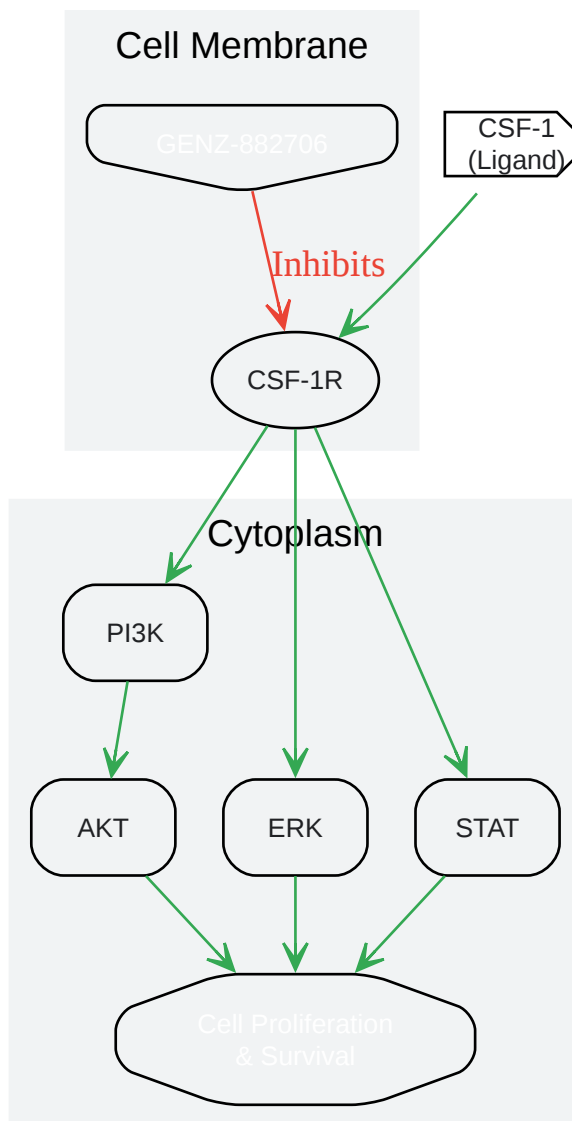 Cell Membrane
GENZ-882706
CSF-1
(Ligand)
Inhibits
CSF-1R
Cytoplasm
PI3K
AKT
ERK
STAT
Cell Proliferation
& Survival